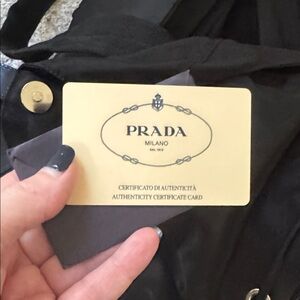 PRADA
MILANO
DAL 1913
CERTIFICATO DI AUTENTICITÀ
AUTHENTICITY CERTIFICATE CARD